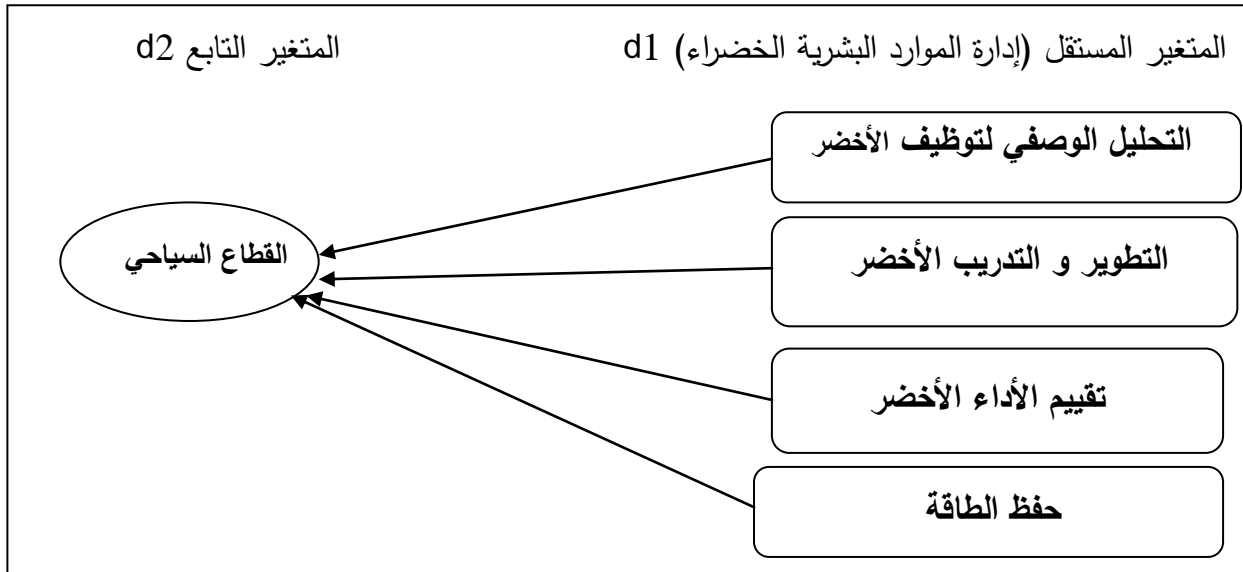 المتغير المستقل (إدارة الموارد البشرية الخضراء) d1
المتغير التابع d2
التحليل الوصفي لتوظيف الأخضر
التطوير و التدريب الأخضر
القطاع السياحي
تقييم الأداء الأخضر
حفظ الطاقة